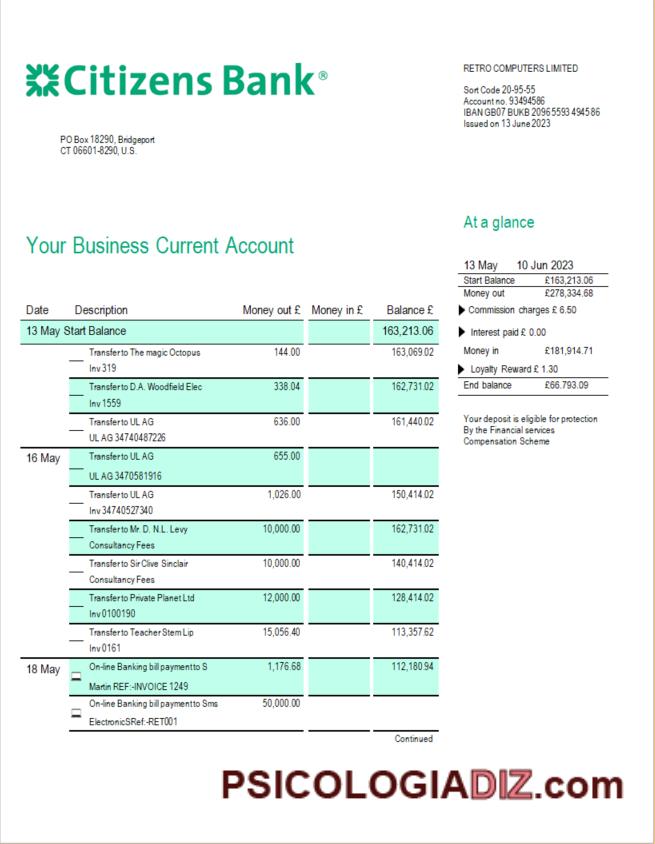 Citizens Bank®
RETRO COMPUTERS LIMITED
Sort Code 20-95-55
Account no. 93494586
IBAN GB07 BUKB 20965593 494586
Issued on 13 June 2023
PO Box 18290, Bridgeport
CT 06601-8290, U.S.
At a glance
Your Business Current Account
13 May 10 Jun 2023
Start Balance £163,213.06
Money out £278,334.68
Commission charges £ 6.50
Interest paid £ 0.00
Money in £181,914.71
Loyalty Reward £ 1.30
End balance £66.793.09
Your deposit is eligible for protection
By the Financial services
Compensation Scheme
Date Description Money out £ Money in £ Balance £
13 May Start Balance 163,213.06
Transfer to The magic Octopus 144.00 163,069.02
Inv 319
Transfer to D.A. Woodfield Elec 338.04 162,731.02
Inv 1559
Transfer to UL AG 636.00 161,440.02
UL AG 34740487226
16 May Transfer to UL AG 655.00
UL AG 3470581916
Transfer to UL AG 1,026.00 150,414.02
Inv 34740527340
Transfer to Mr. D. N.L. Levy 10,000.00 162,731.02
Consultancy Fees
Transfer to Sir Clive Sinclair 10,000.00 140,414.02
Consultancy Fees
Transfer to Private Planet Ltd 12,000.00 128,414.02
Inv 0100190
Transfer to Teacher Stem Lip 15,056.40 113,357.62
Inv 0161
18 May On-line Banking bill payment to S 1,176.68 112,180.94
Martin REF:-INVOICE 1249
On-line Banking bill payment to Sms 50,000.00
ElectronicSRef:-RET001
Continued
PSICOLOGIADIZ.com